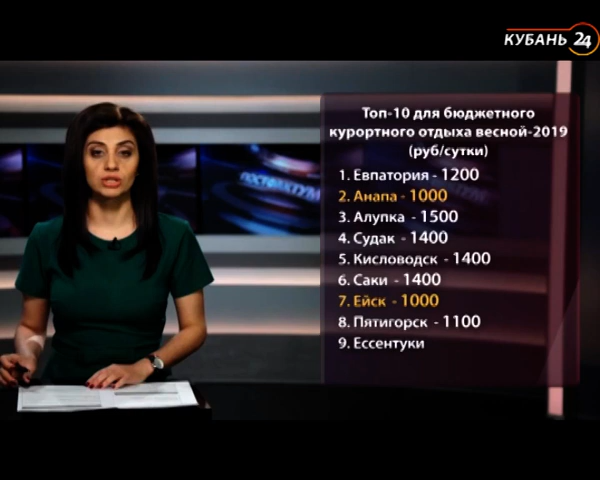 КУБАНЬ 24
Топ-10 для бюджетного
курортного отдыха весной-2019
(руб/сутки)
1. Евпатория - 1200
2. Анапа - 1000
3. Алупка - 1500
4. Судак - 1400
5. Кисловодск - 1400
6. Саки - 1400
7. Ейск - 1000
8. Пятигорск - 1100
9. Ессентуки